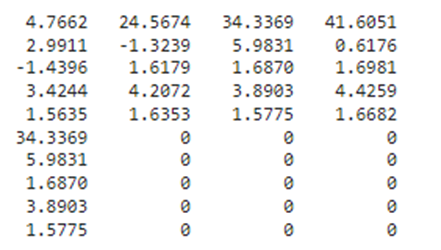 4.7662 24.5674 34.3369 41.6051
2.9911 -1.3239 5.9831 0.6176
-1.4396 1.6179 1.6870 1.6981
3.4244 4.2072 3.8903 4.4259
1.5635 1.6353 1.5775 1.6682
34.3369 0 0 0
5.9831 0 0 0
1.6870 0 0 0
3.8903 0 0 0
1.5775 0 0 0